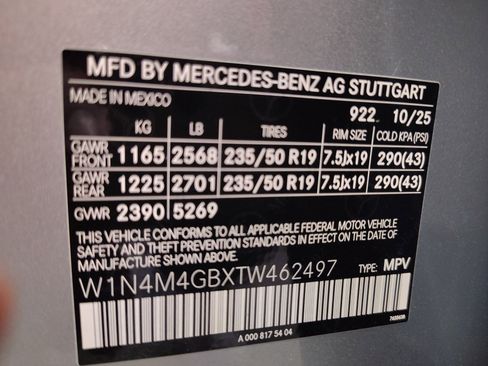 MFD BY MERCEDES-BENZ AG STUTTGART
MADE IN MEXICO 922 10/25
KG LB TIRES RIM SIZE COLD KPA(PSI)
GAWR FRONT 1165 2568 235/50 R19 7.5Jx19 290(43)
GAWR REAR 1225 2701 235/50 R19 7.5Jx19 290(43)
GVWR 2390 5269
THIS VEHICLE CONFORMS TO ALL APPLICABLE FEDERAL MOTOR VEHICLE
SAFETY AND THEFT PREVENTION STANDARDS IN EFFECT ON THE DATE OF
MANUFACTURE SHOWN ABOVE.
W1N4M4GBXTW462497 TYPE: MPV
A 000 817 54 04